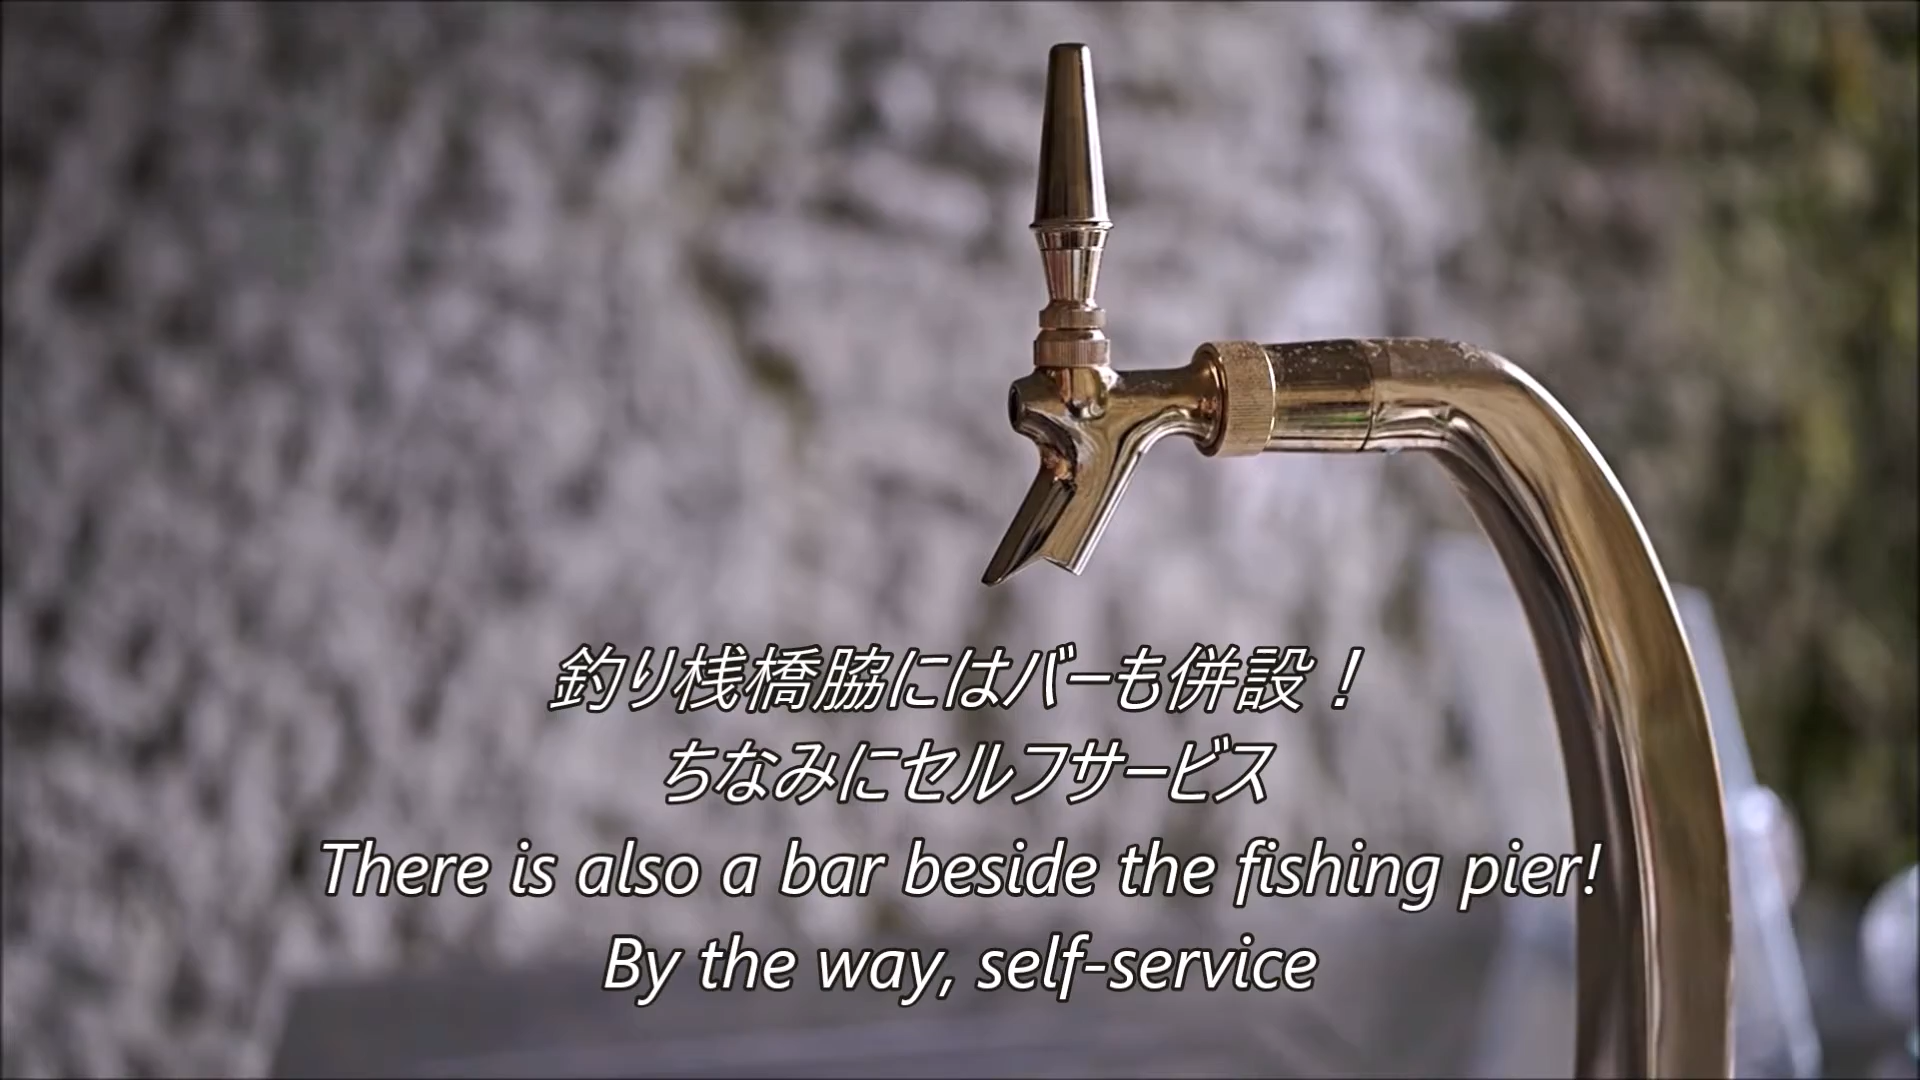 釣り桟橋脇にはバーも併設！
ちなみにセルフサービス
There is also a bar beside the fishing pier!
By the way, self-service